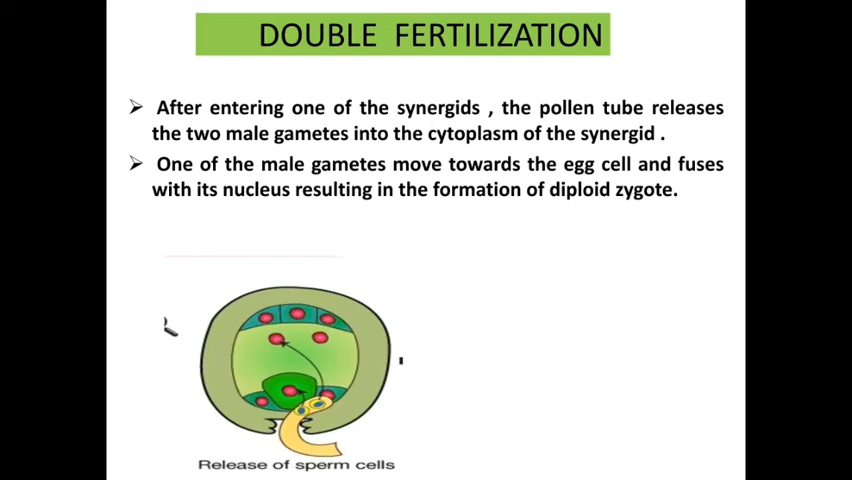 DOUBLE FERTILIZATION
After entering one of the synergids , the pollen tube releases
the two male gametes into the cytoplasm of the synergid .
One of the male gametes move towards the egg cell and fuses
with its nucleus resulting in the formation of diploid zygote.
Release of sperm cells